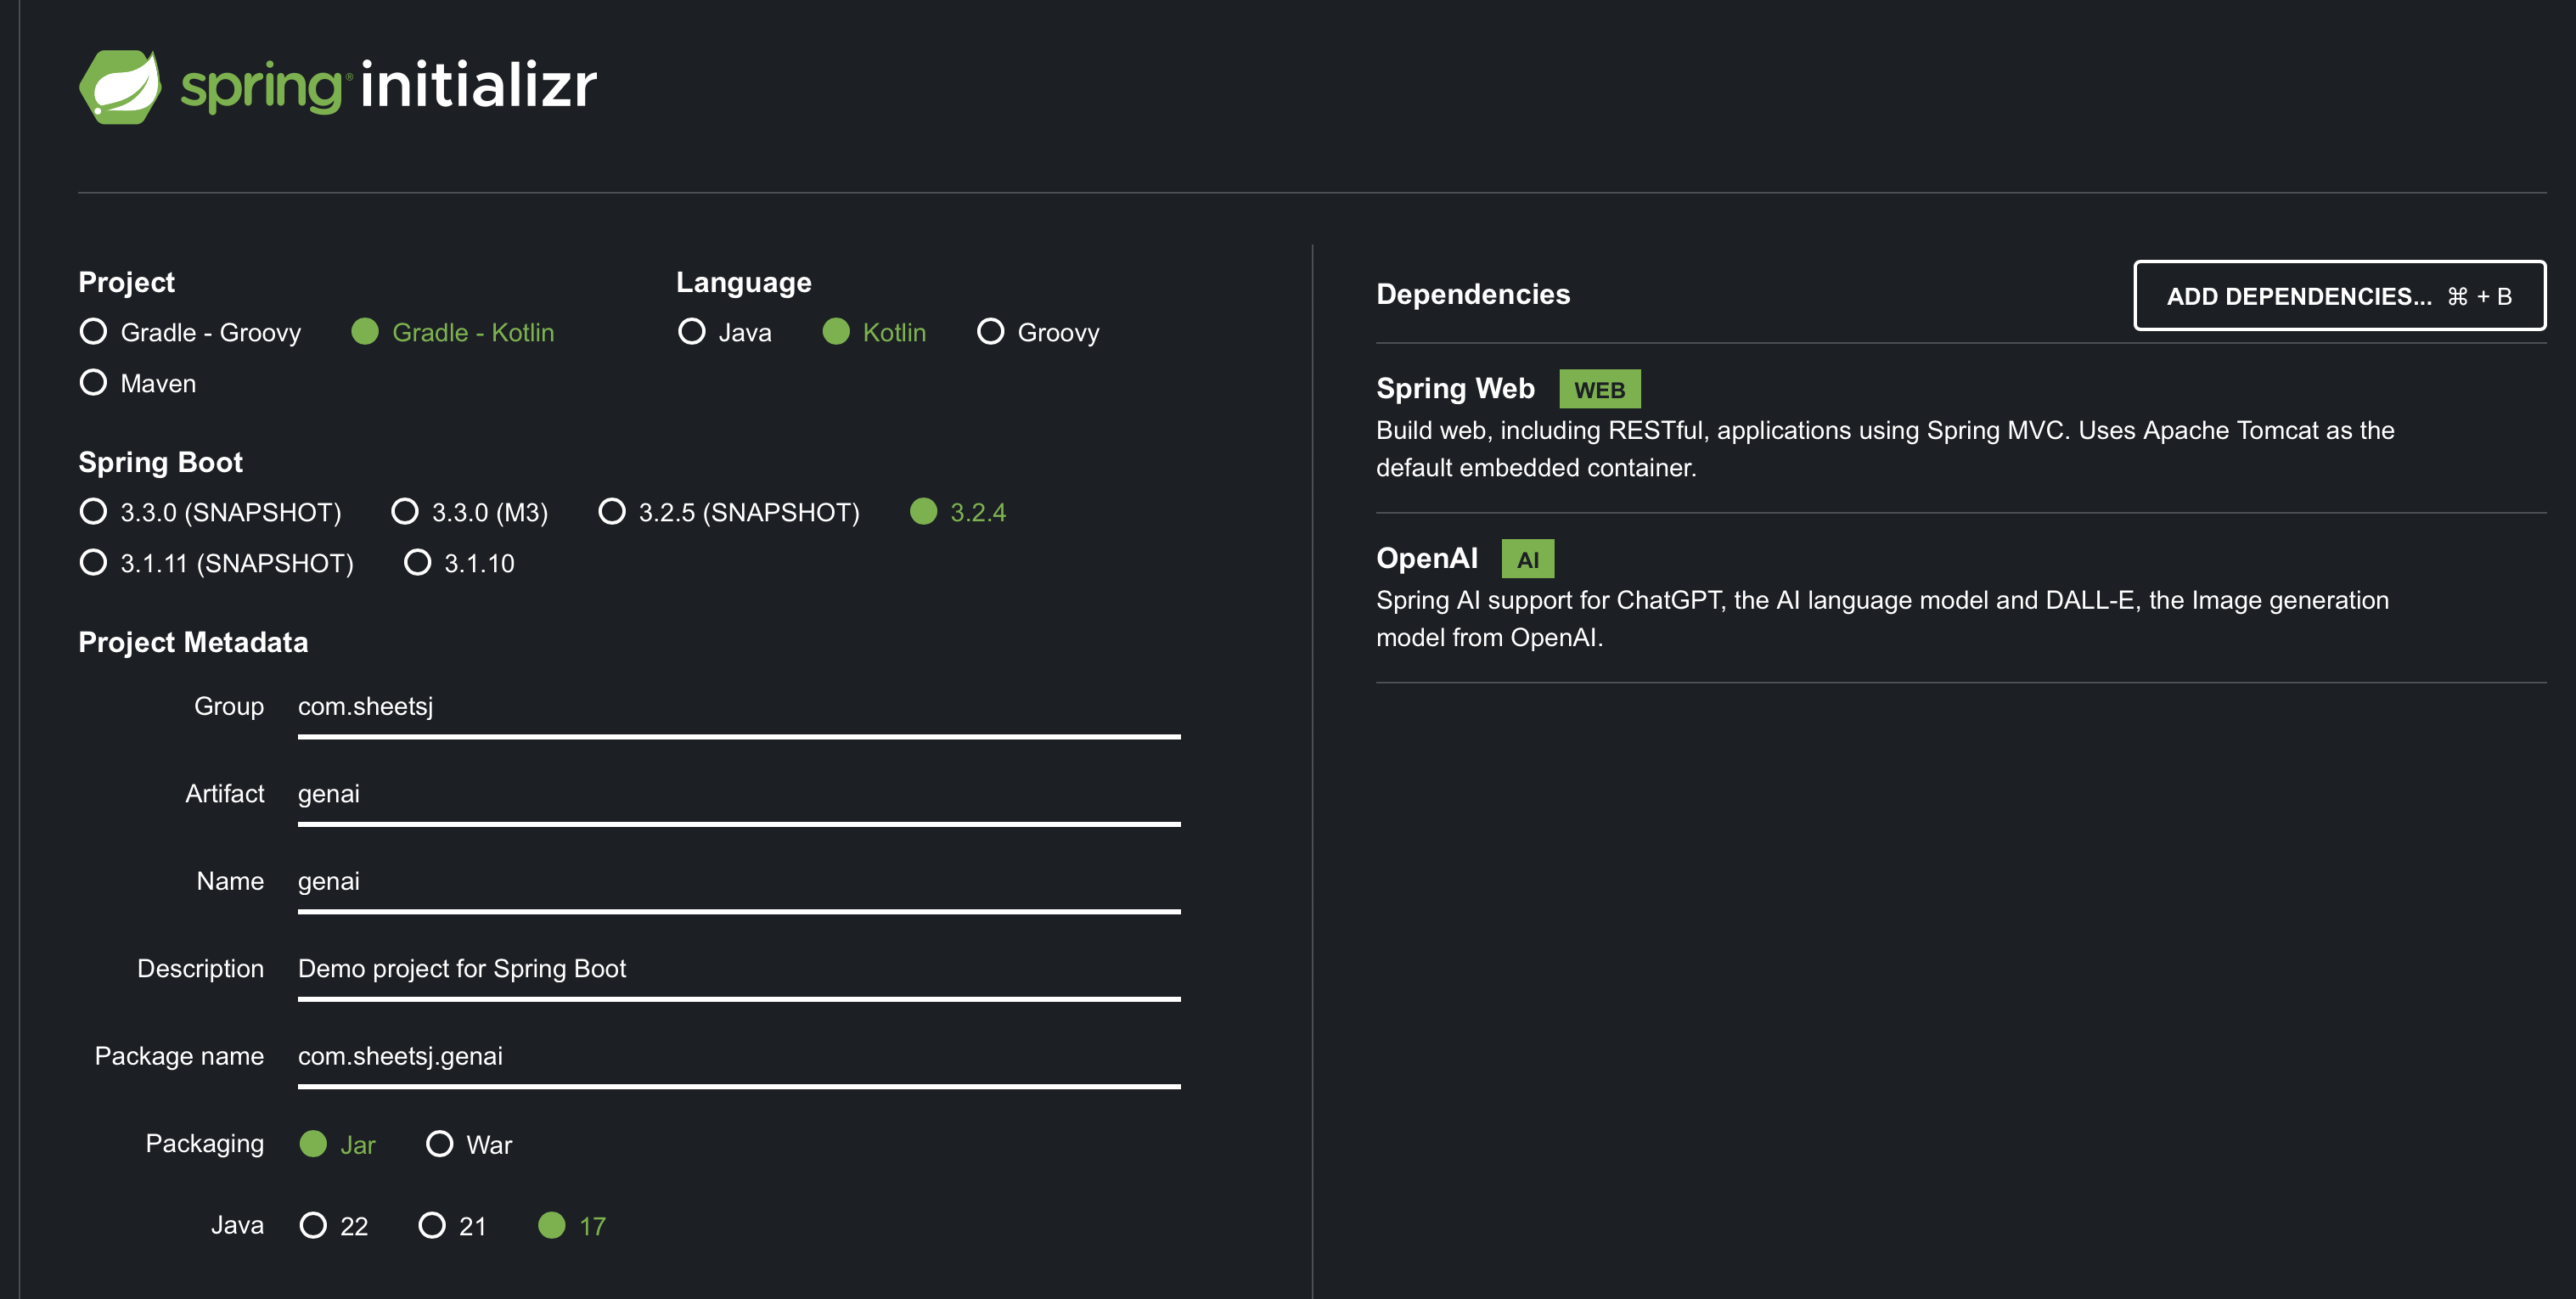 spring® initializr
Project
Gradle - Groovy Gradle - Kotlin
Maven
Language
Java Kotlin Groovy
Spring Boot
3.3.0 (SNAPSHOT) 3.3.0 (M3) 3.2.5 (SNAPSHOT) 3.2.4
3.1.11 (SNAPSHOT) 3.1.10
Project Metadata
Group com.sheetsj
Artifact genai
Name genai
Description Demo project for Spring Boot
Package name com.sheetsj.genai
Packaging Jar War
Java 22 21 17
Dependencies
ADD DEPENDENCIES... ⌘ + B
Spring Web WEB
Build web, including RESTful, applications using Spring MVC. Uses Apache Tomcat as the
default embedded container.
OpenAI AI
Spring AI support for ChatGPT, the AI language model and DALL-E, the Image generation
model from OpenAI.